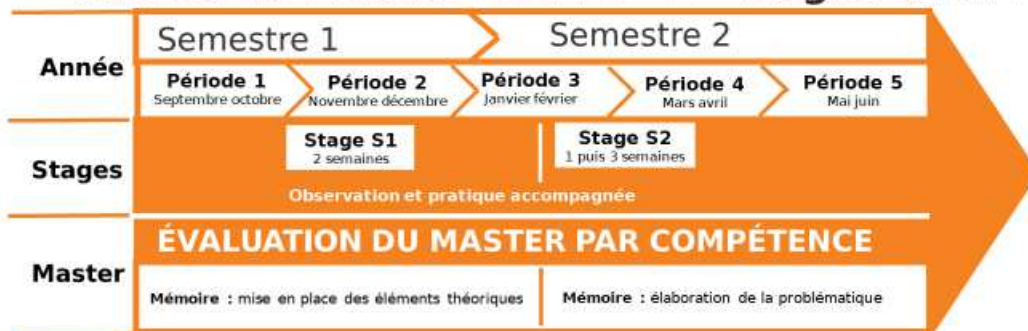 Semestre 1
Semestre 2
Année
Période 1
Septembre octobre
Période 2
Novembre décembre
Période 3
Janvier février
Période 4
Mars avril
Période 5
Mai juin
Stages
Stage S1
2 semaines
Stage S2
1 puis 3 semaines
Observation et pratique accompagnée
Master
ÉVALUATION DU MASTER PAR COMPÉTENCE
Mémoire : mise en place des éléments théoriques
Mémoire : élaboration de la problématique